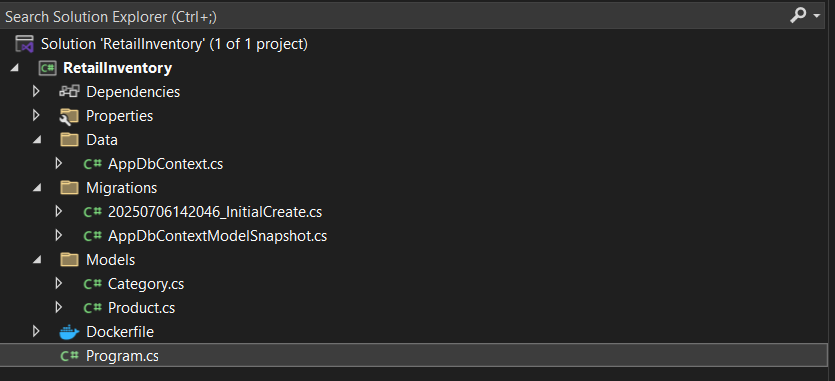 Search Solution Explorer (Ctrl+;)
Solution 'RetailInventory' (1 of 1 project)
C# RetailInventory
Dependencies
Properties
Data
C# AppDbContext.cs
Migrations
C# 20250706142046_InitialCreate.cs
C# AppDbContextModelSnapshot.cs
Models
C# Category.cs
C# Product.cs
Dockerfile
C# Program.cs